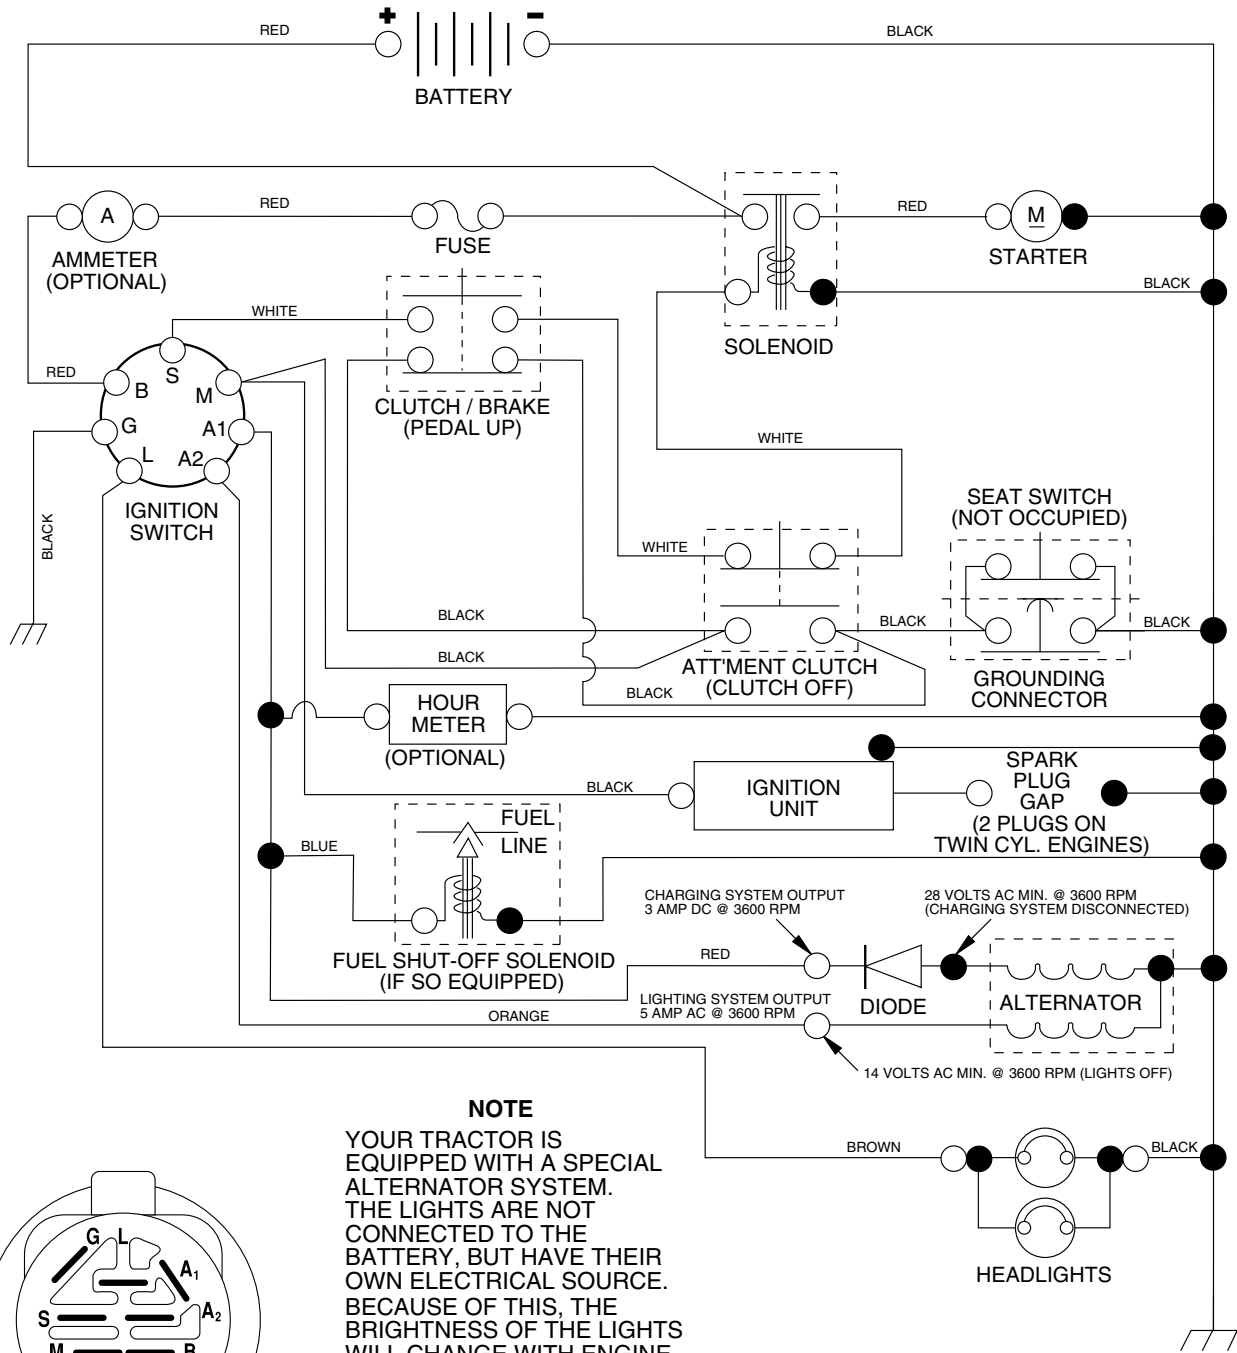 + -
RED
BLACK
BATTERY
RED
A
AMMETER
(OPTIONAL)
FUSE
RED
M
STARTER
BLACK
SOLENOID
WHITE
CLUTCH / BRAKE
(PEDAL UP)
RED
B
S
M
G
A1
L
A2
IGNITION
SWITCH
BLACK
WHITE
WHITE
SEAT SWITCH
(NOT OCCUPIED)
BLACK
BLACK
BLACK
BLACK
BLACK
ATT'MENT CLUTCH
(CLUTCH OFF)
GROUNDING
CONNECTOR
HOUR
METER
(OPTIONAL)
BLACK
IGNITION
UNIT
SPARK
PLUG
GAP
(2 PLUGS ON
TWIN CYL. ENGINES)
BLUE
FUEL
LINE
FUEL SHUT-OFF SOLENOID
(IF SO EQUIPPED)
CHARGING SYSTEM OUTPUT
3 AMP DC @ 3600 RPM
28 VOLTS AC MIN. @ 3600 RPM
(CHARGING SYSTEM DISCONNECTED)
RED
DIODE
ALTERNATOR
LIGHTING SYSTEM OUTPUT
5 AMP AC @ 3600 RPM
ORANGE
14 VOLTS AC MIN. @ 3600 RPM (LIGHTS OFF)
BROWN
BLACK
HEADLIGHTS
NOTE
YOUR TRACTOR IS
EQUIPPED WITH A SPECIAL
ALTERNATOR SYSTEM.
THE LIGHTS ARE NOT
CONNECTED TO THE
BATTERY, BUT HAVE THEIR
OWN ELECTRICAL SOURCE.
BECAUSE OF THIS, THE
BRIGHTNESS OF THE LIGHTS
WILL CHANGE WITH ENGINE
G L
A1
S
A2
M
B